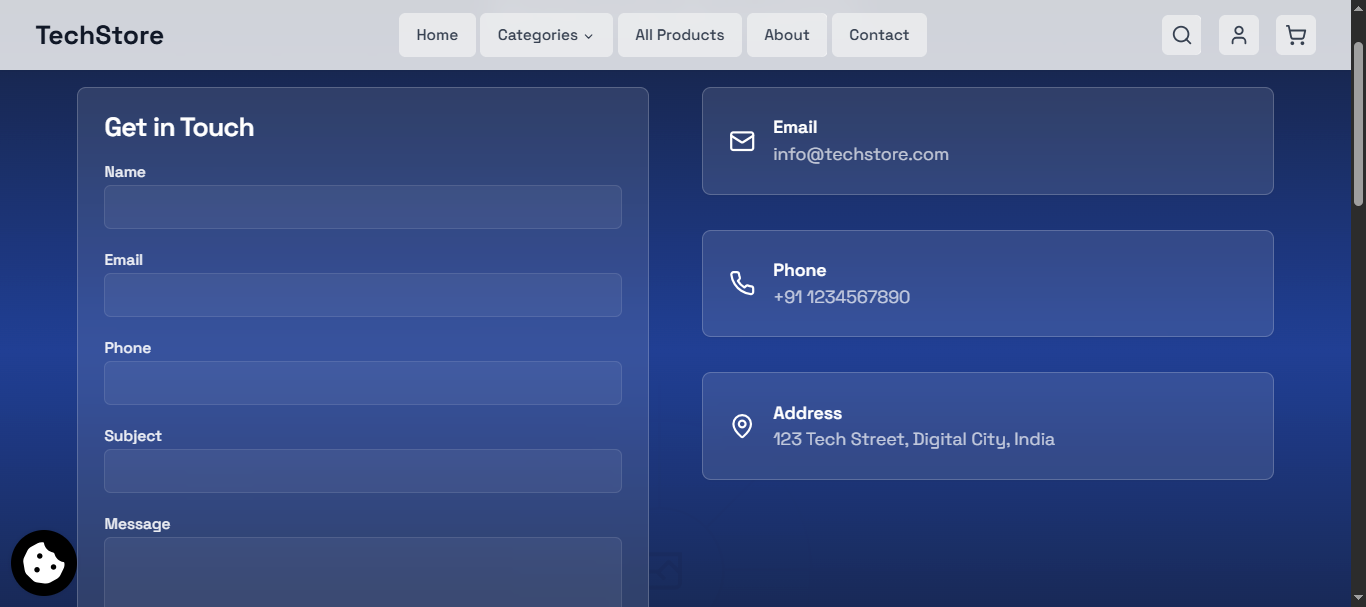 TechStore
Home
Categories
All Products
About
Contact
Get in Touch
Name
Email
Phone
Subject
Message
Email
info@techstore.com
Phone
+91 1234567890
Address
123 Tech Street, Digital City, India